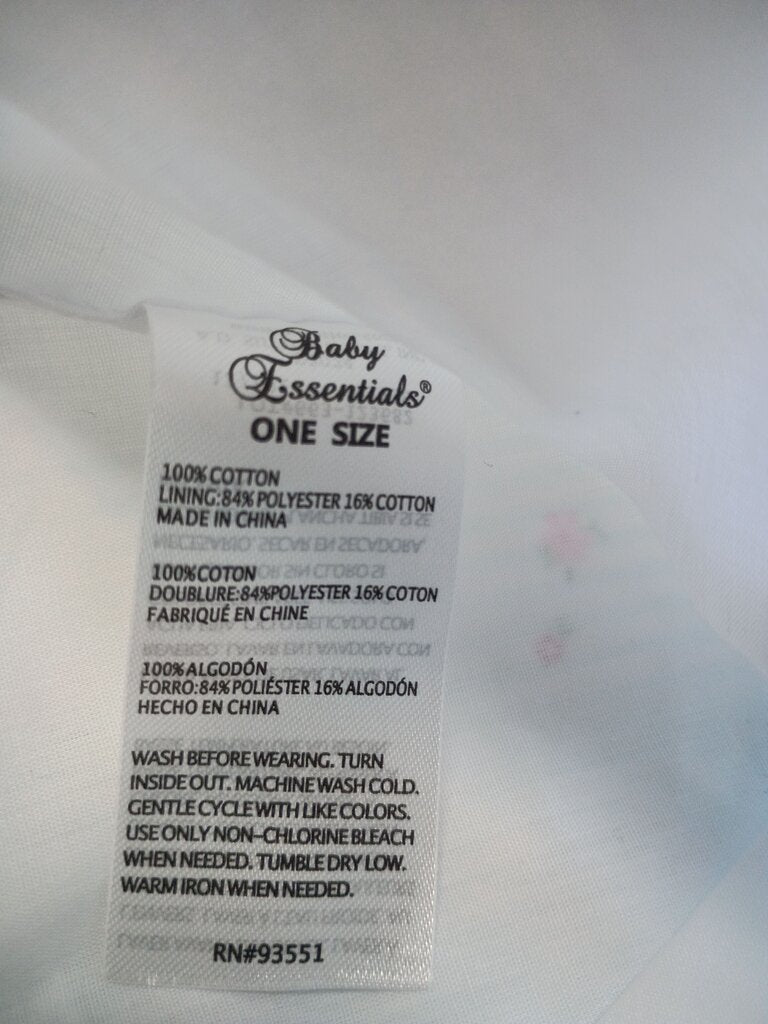 Baby
Essentials®
ONE SIZE
100% COTTON
LINING:84% POLYESTER 16% COTTON
MADE IN CHINA
100%COTON
DOUBLURE:84%POLYESTER 16% COTON
FABRIQUÉ EN CHINE
100%ALGODÓN
FORRO:84% POLIÉSTER 16% ALGODÓN
HECHO EN CHINA
WASH BEFORE WEARING. TURN
INSIDE OUT. MACHINE WASH COLD.
GENTLE CYCLE WITH LIKE COLORS.
USE ONLY NON-CHLORINE BLEACH
WHEN NEEDED. TUMBLE DRY LOW.
WARM IRON WHEN NEEDED.
RN#93551